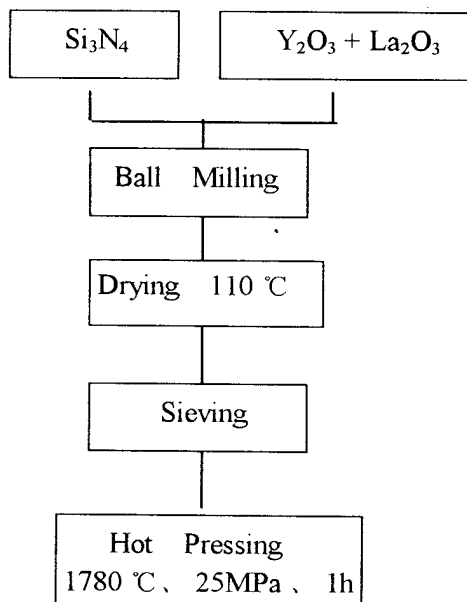 Si₃N₄
Y₂O₃ + La₂O₃
Ball Milling
Drying 110 ℃
Sieving
Hot Pressing
1780 ℃、 25MPa、 1h